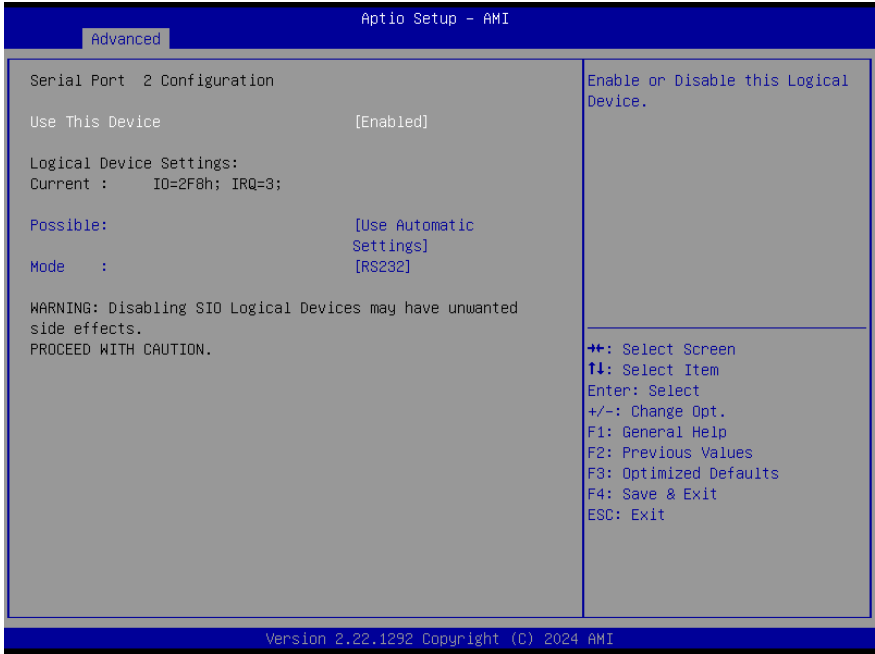 Aptio Setup – AMI
Advanced
Serial Port  2 Configuration
Use This Device [Enabled]
Logical Device Settings:
Current :     IO=2F8h; IRQ=3;
Possible: [Use Automatic
Settings]
Mode    : [RS232]
WARNING: Disabling SIO Logical Devices may have unwanted
side effects.
PROCEED WITH CAUTION.
Enable or Disable this Logical
Device.
→←: Select Screen
↑↓: Select Item
Enter: Select
+/-: Change Opt.
F1: General Help
F2: Previous Values
F3: Optimized Defaults
F4: Save & Exit
ESC: Exit
Version 2.22.1292 Copyright (C) 2024 AMI